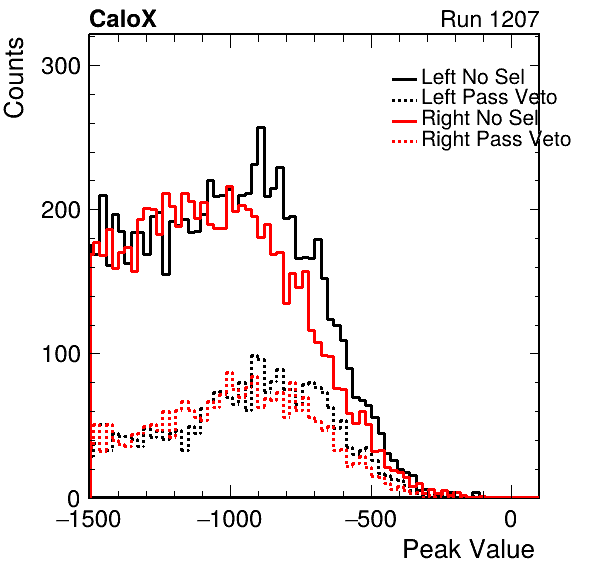 CaloX
Run 1207
Counts
300
200
100
0
Left No Sel
Left Pass Veto
Right No Sel
Right Pass Veto
−1500
−1000
−500
0
Peak Value